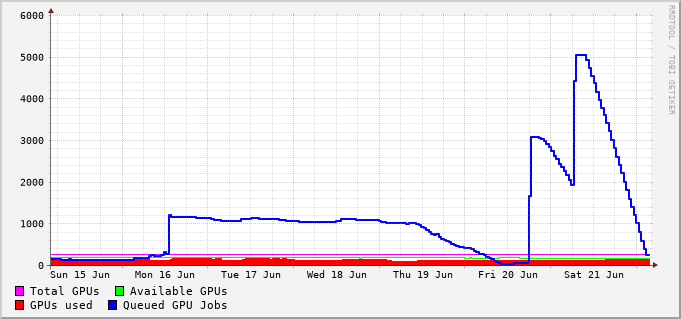 6000
5000
4000
3000
2000
1000
0
Sun 15 Jun Mon 16 Jun Tue 17 Jun Wed 18 Jun Thu 19 Jun Fri 20 Jun Sat 21 Jun
Total GPUs Available GPUs
GPUs used Queued GPU Jobs
RRDTOOL / TOBI OETIKER